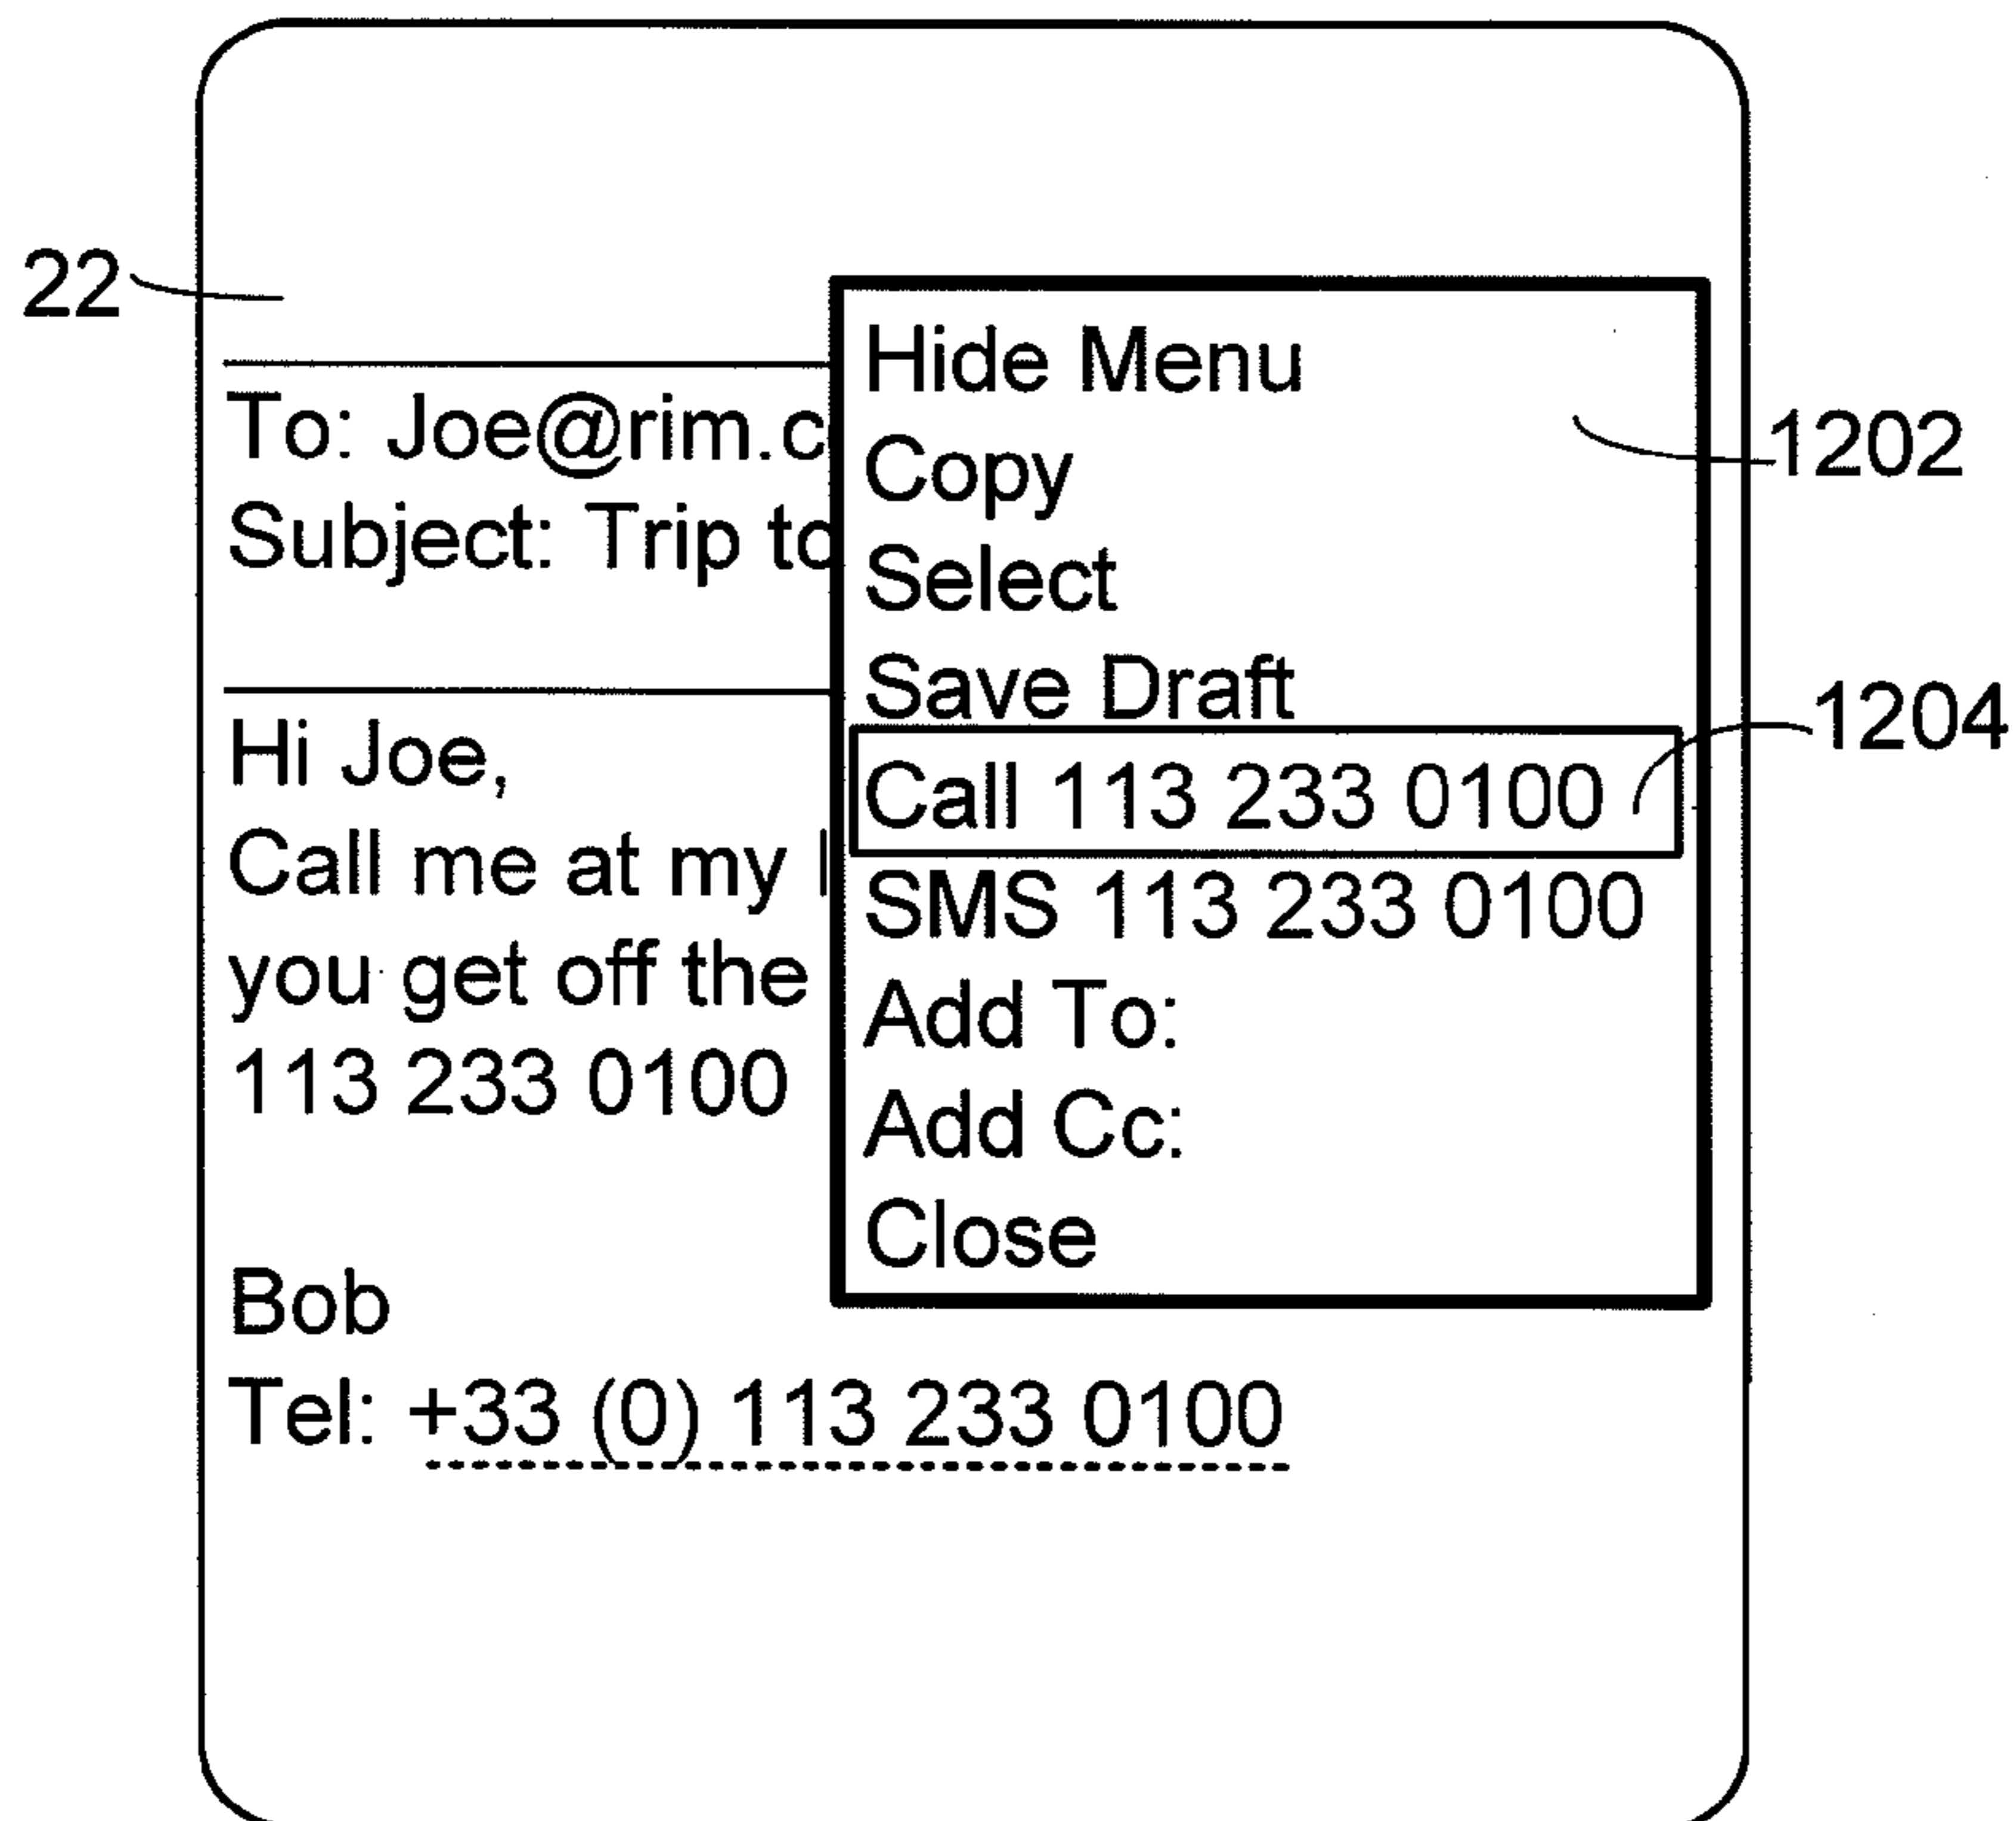 22
To: Joe@rim.c
Subject: Trip to
Hi Joe,
Call me at my l
you get off the
113 233 0100
Bob
Tel: +33 (0) 113 233 0100
Hide Menu
Copy
Select
Save Draft
Call 113 233 0100
SMS 113 233 0100
Add To:
Add Cc:
Close
1202
1204